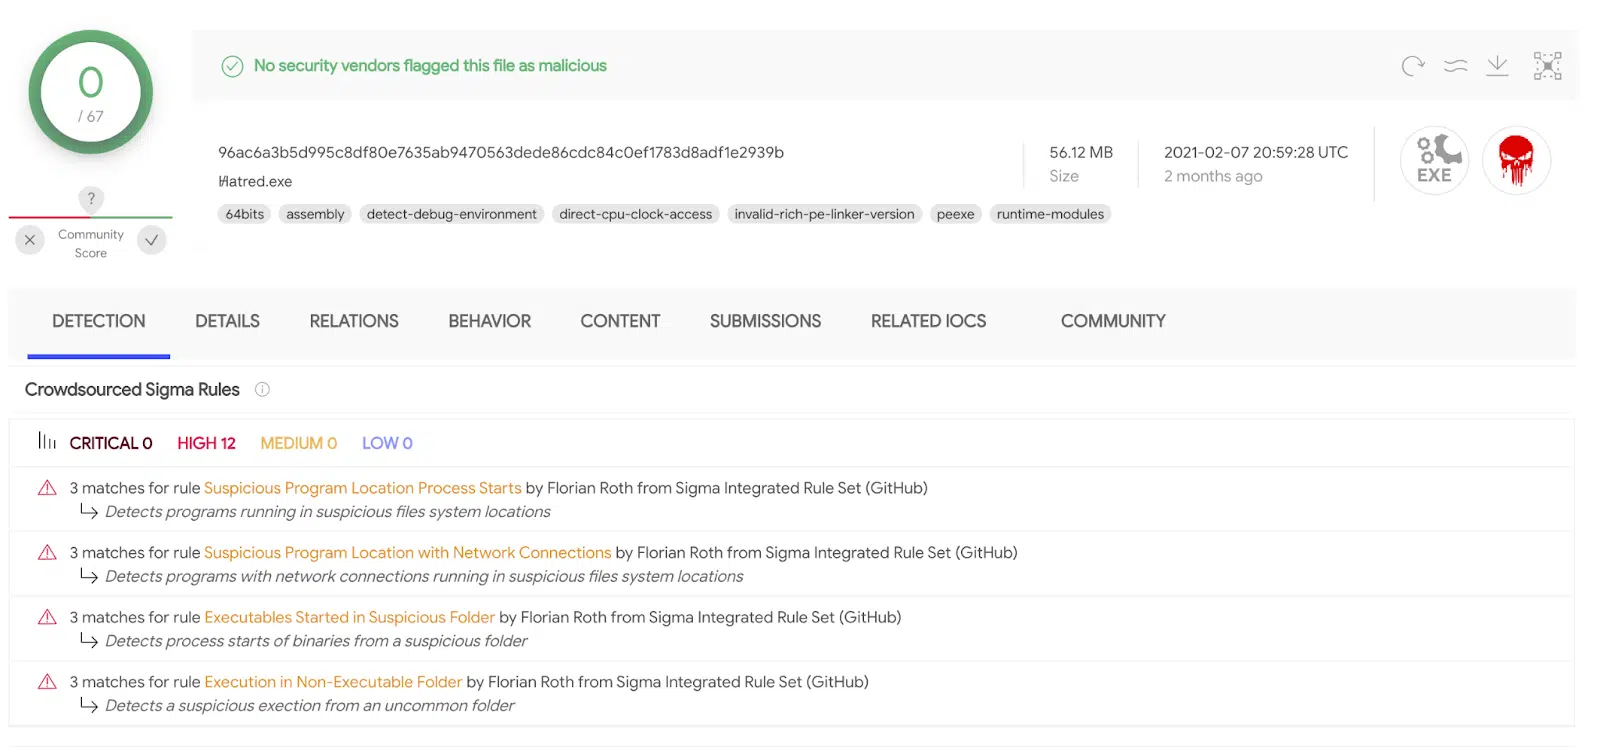 0
/ 67
No security vendors flagged this file as malicious
96ac6a3b5d995c8df80e7635ab9470563dede86cdc84c0ef1783d8adf1e2939b
Ħatred.exe
64bits assembly detect-debug-environment direct-cpu-clock-access invalid-rich-pe-linker-version peexe runtime-modules
56.12 MB
Size
2021-02-07 20:59:28 UTC
2 months ago
EXE
?
Community
Score
DETECTION DETAILS RELATIONS BEHAVIOR CONTENT SUBMISSIONS RELATED IOCS COMMUNITY
Crowdsourced Sigma Rules
CRITICAL 0 HIGH 12 MEDIUM 0 LOW 0
3 matches for rule Suspicious Program Location Process Starts by Florian Roth from Sigma Integrated Rule Set (GitHub)
Detects programs running in suspicious files system locations
3 matches for rule Suspicious Program Location with Network Connections by Florian Roth from Sigma Integrated Rule Set (GitHub)
Detects programs with network connections running in suspicious files system locations
3 matches for rule Executables Started in Suspicious Folder by Florian Roth from Sigma Integrated Rule Set (GitHub)
Detects process starts of binaries from a suspicious folder
3 matches for rule Execution in Non-Executable Folder by Florian Roth from Sigma Integrated Rule Set (GitHub)
Detects a suspicious exection from an uncommon folder